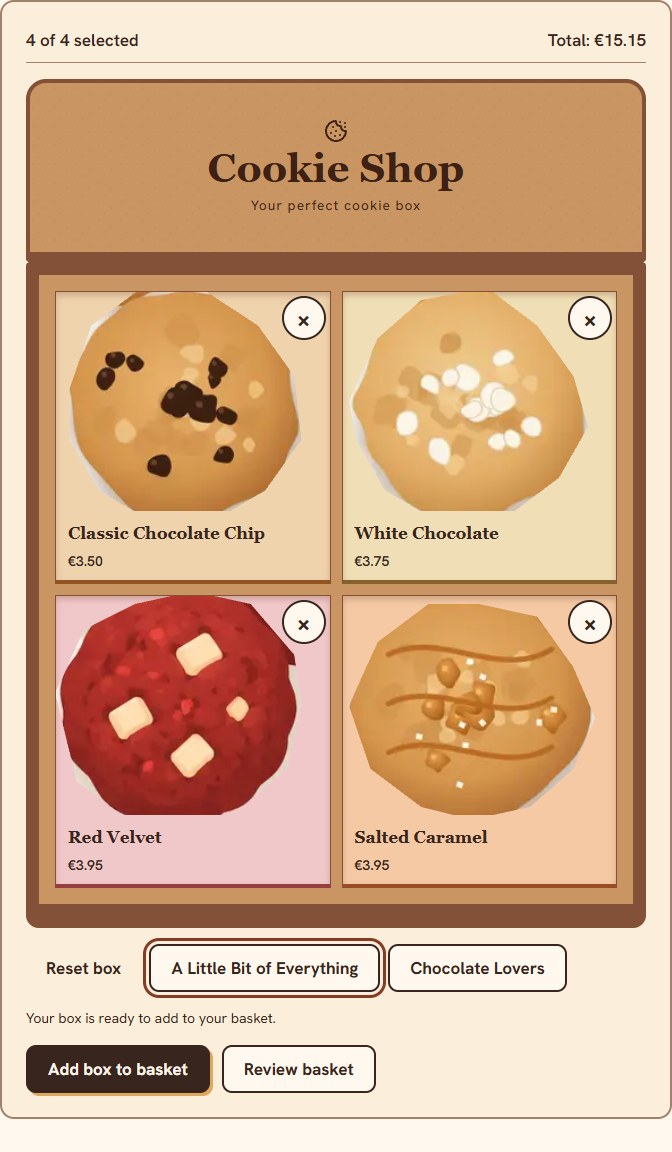 4 of 4 selected
Total: €15.15
Cookie Shop
Your perfect cookie box
×
×
Classic Chocolate Chip
€3.50
White Chocolate
€3.75
×
×
Red Velvet
€3.95
Salted Caramel
€3.95
Reset box
A Little Bit of Everything
Chocolate Lovers
Your box is ready to add to your basket.
Add box to basket
Review basket